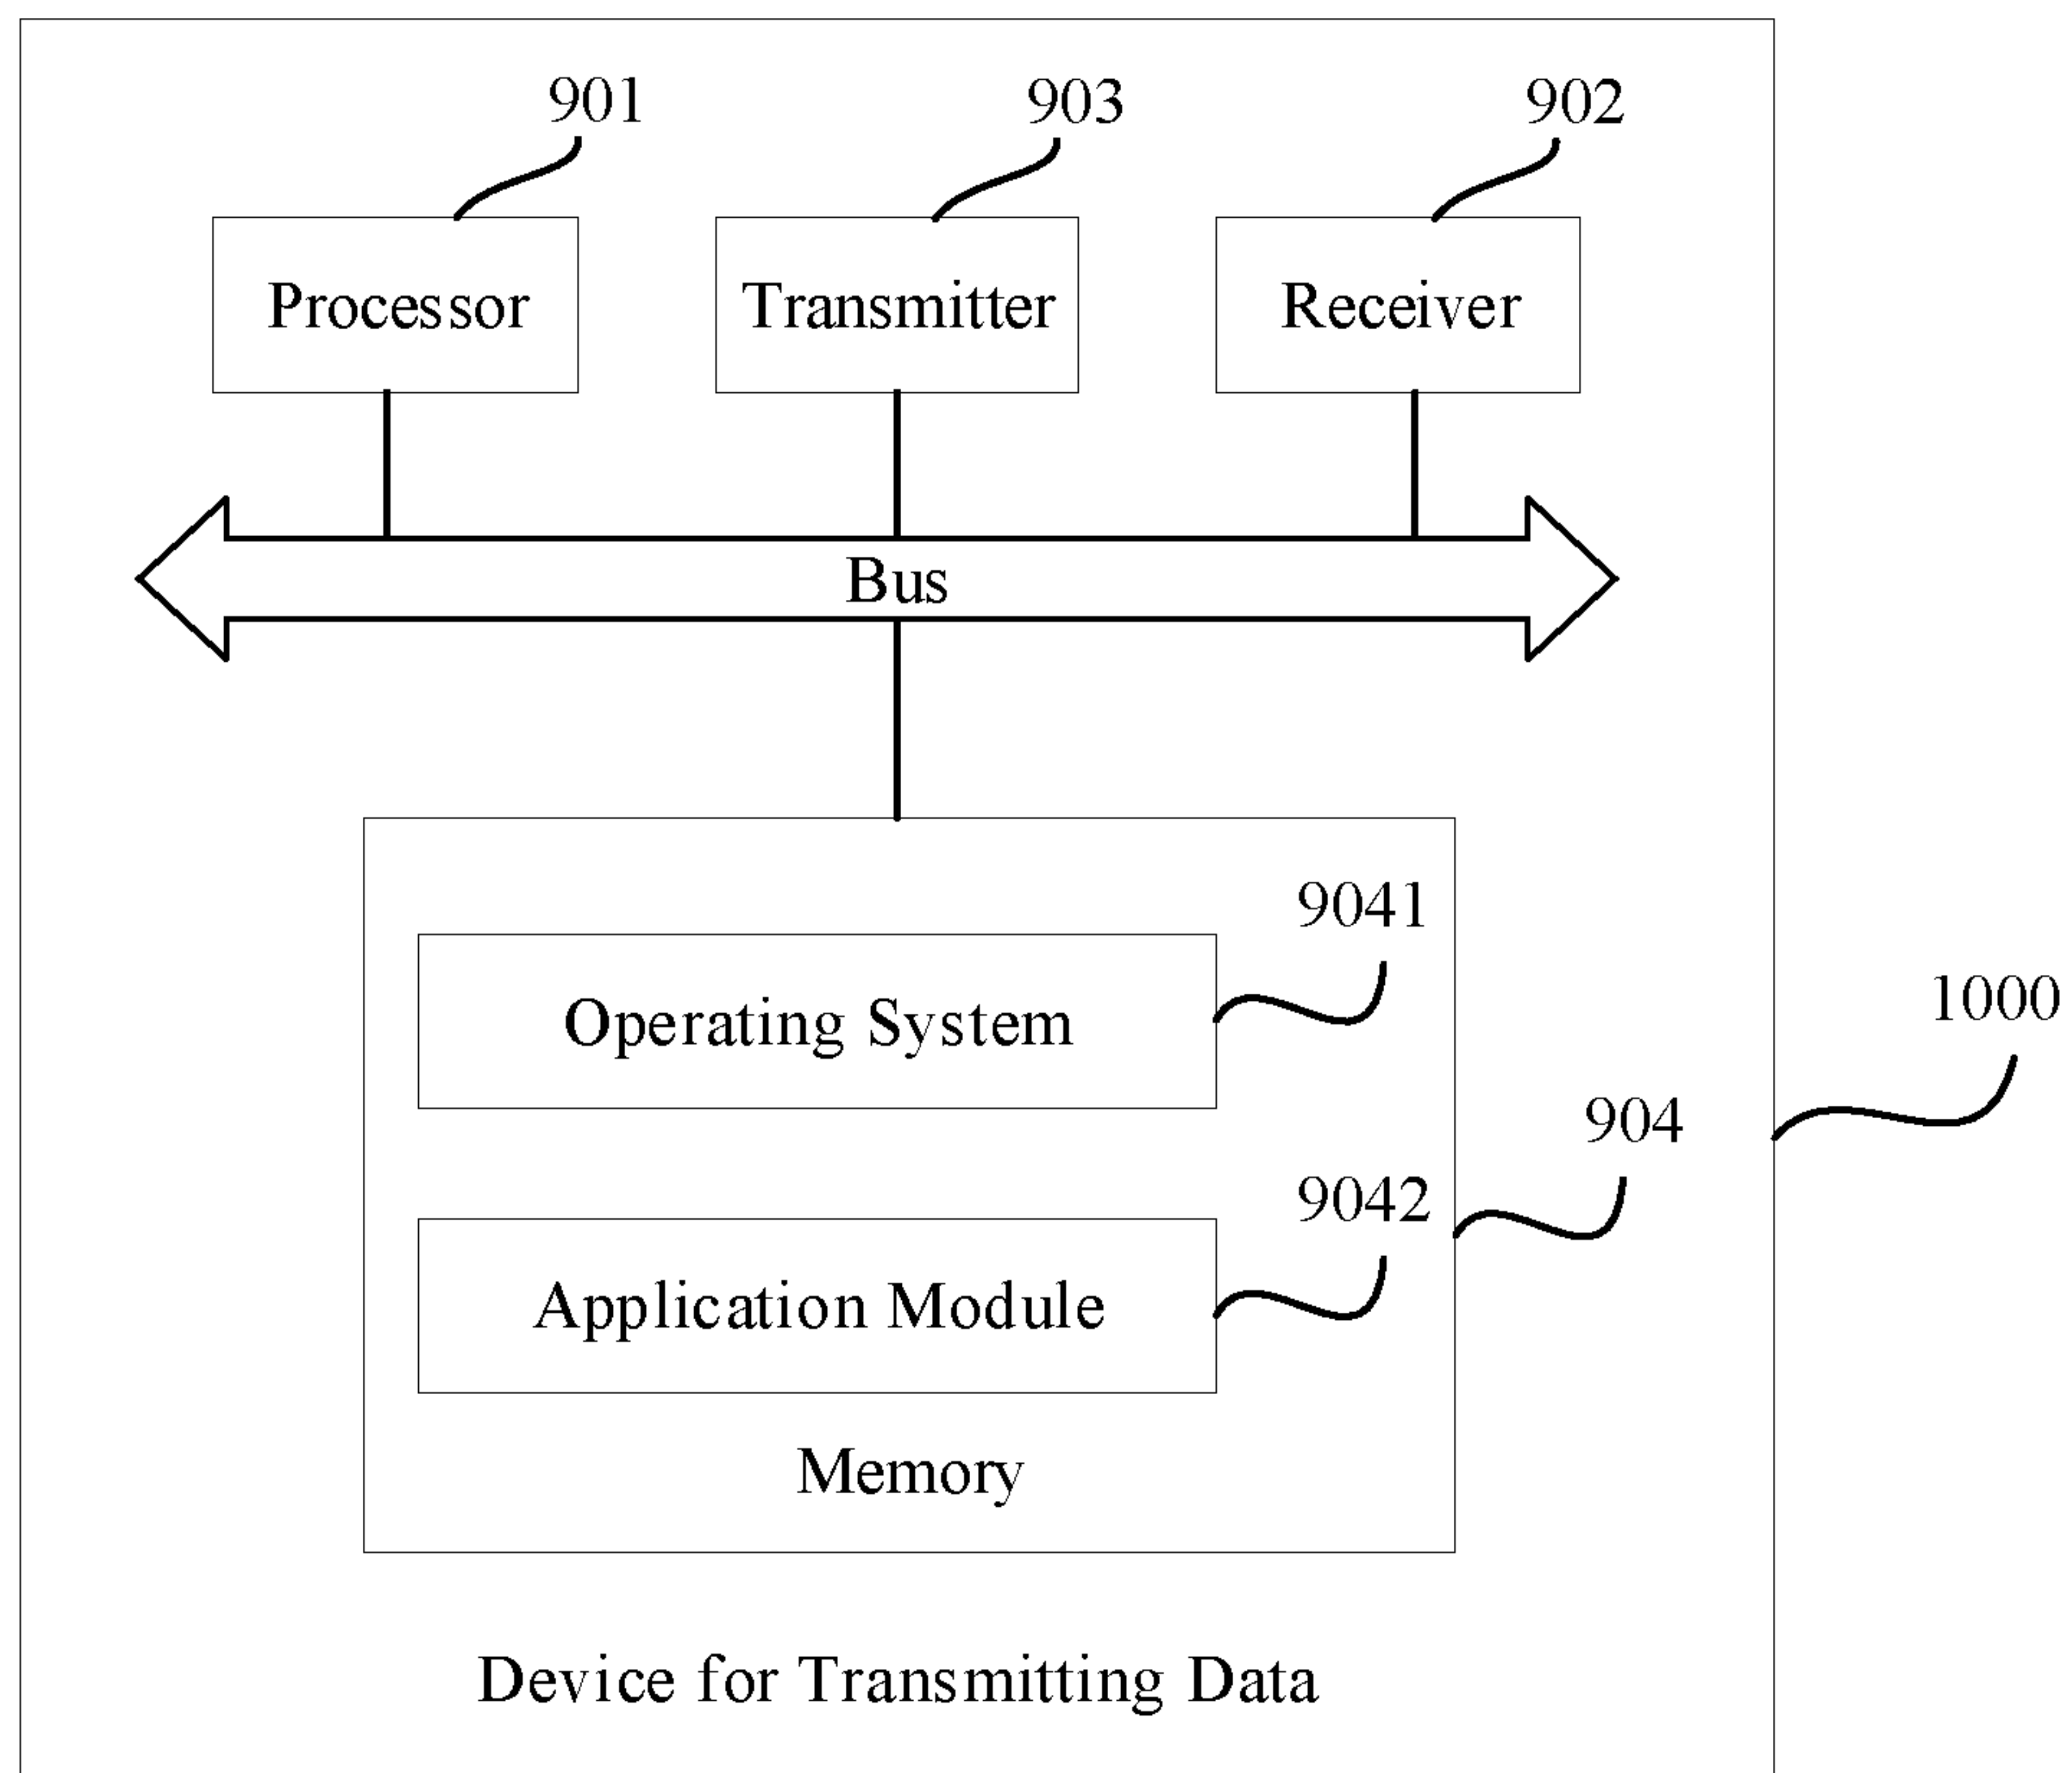 901
903
902
Processor
Transmitter
Receiver
Bus
9041
Operating System
1000
904
9042
Application Module
Memory
Device for Transmitting Data